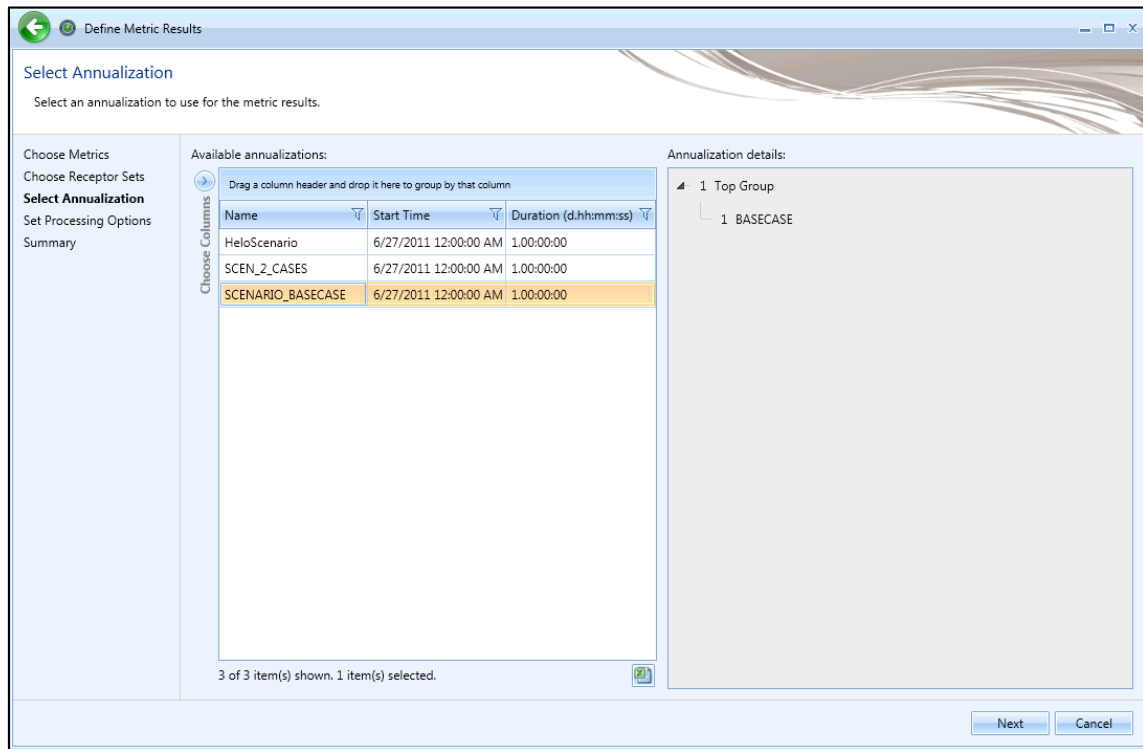 Define Metric Results
Select Annualization
Select an annualization to use for the metric results.
Choose Metrics
Choose Receptor Sets
Select Annualization
Set Processing Options
Summary
Available annualizations:
Choose Columns
Drag a column header and drop it here to group by that column
Name Start Time Duration (d.hh:mm:ss)
HeloScenario 6/27/2011 12:00:00 AM 1.00:00:00
SCEN_2_CASES 6/27/2011 12:00:00 AM 1.00:00:00
SCENARIO_BASECASE 6/27/2011 12:00:00 AM 1.00:00:00
3 of 3 item(s) shown. 1 item(s) selected.
Annualization details:
1 Top Group
1 BASECASE
Next Cancel